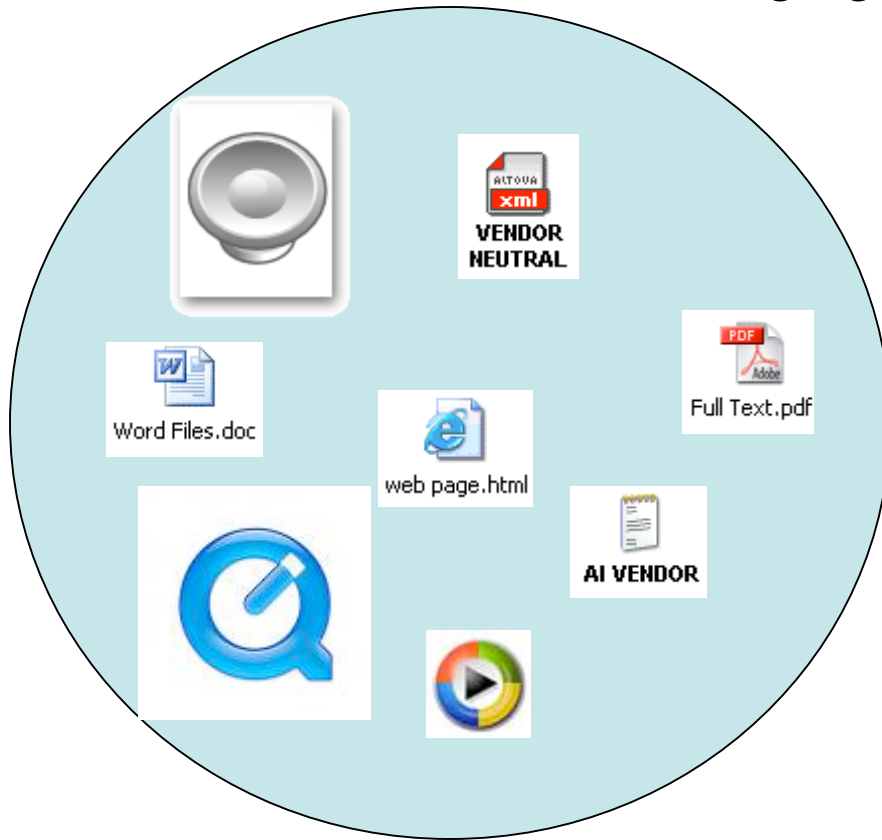 ALTOVA
xml
VENDOR
NEUTRAL
PDF
Adobe
Full Text.pdf
W
Word Files.doc
web page.html
AI VENDOR